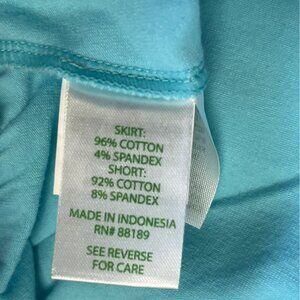 SKIRT:
96% COTTON
4% SPANDEX
SHORT:
92% COTTON
8% SPANDEX
MADE IN INDONESIA
RN# 88189
SEE REVERSE
FOR CARE